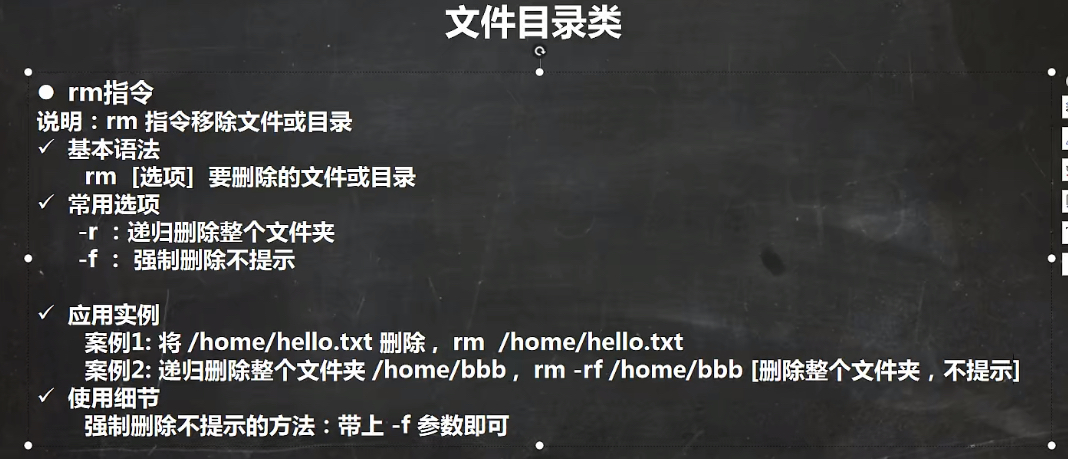 文件目录类
● rm指令
说明：rm 指令移除文件或目录
✓ 基本语法
rm [选项] 要删除的文件或目录
✓ 常用选项
-r ：递归删除整个文件夹
-f ： 强制删除不提示
✓ 应用实例
案例1: 将 /home/hello.txt 删除 ，rm /home/hello.txt
案例2: 递归删除整个文件夹 /home/bbb ，rm -rf /home/bbb [删除整个文件夹，不提示]
✓ 使用细节
强制删除不提示的方法：带上 -f 参数即可